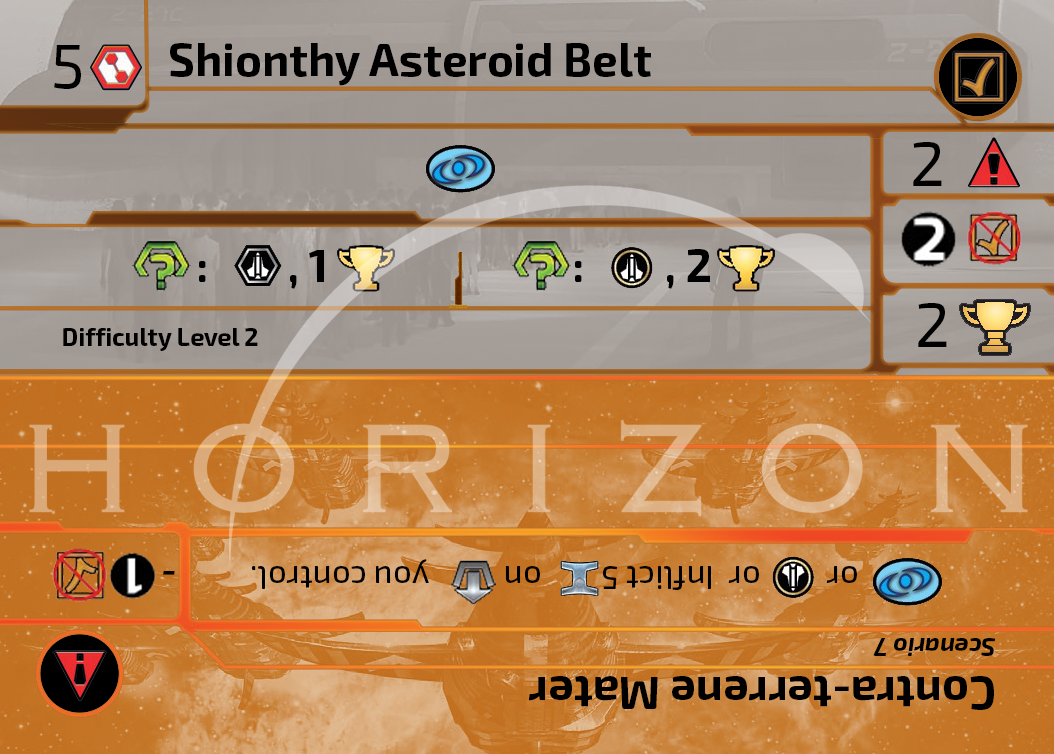 5 Shionthy Asteroid Belt
2
2
: , 1 : , 2
Difficulty Level 2
2
HORIZON
Contra-terrene Mater
Scenario 7
or or Inflict 5 on you control.
-1